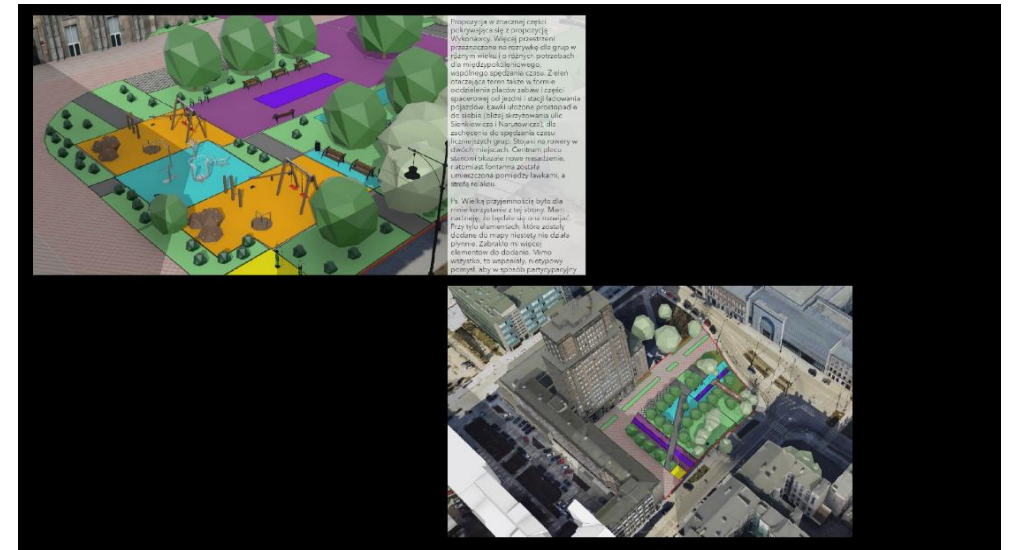 Propozycja w znacznej części
pokrywająca się z propozycją
Wykonawcy. Więcej przestrzeni
przeznaczone na rozrywkę dla grup w
różnym wieku i o różnych potrzebach
dla międzypokoleniowego,
wspólnego spędzania czasu. Zieleń
otaczająca teren także w formie
oddzielenia placów zabaw i części
spacerowej od jezdni i stacji ładowania
pojazdów. Ławki ułożone prostopadle
do siebie (bliżej skrzyżowania ulic
Sienkiewicza i Narutowicza), dla
zachęcenia do spędzania czasu
liczniejszych grup. Stojaki na rowery w
dwóch miejscach. Centrum placu
stanowi okazałe nowe nasadzenie,
natomiast fontanna została
umieszczona pomiędzy ławkami, a
strefą relaksu.
Ps. Wielką przyjemnością było dla
mnie korzystanie z tej strony. Mam
nadzieję, że będzie się ona rozwijać.
Przy tylu elementach, które zostały
dodane do mapy niestety nie działa
płynnie. Zabrakło mi więcej
elementów do dodania. Mimo
wszystko, to wspaniały, nietypowy
pomysł, aby w sposób partycypacyjny